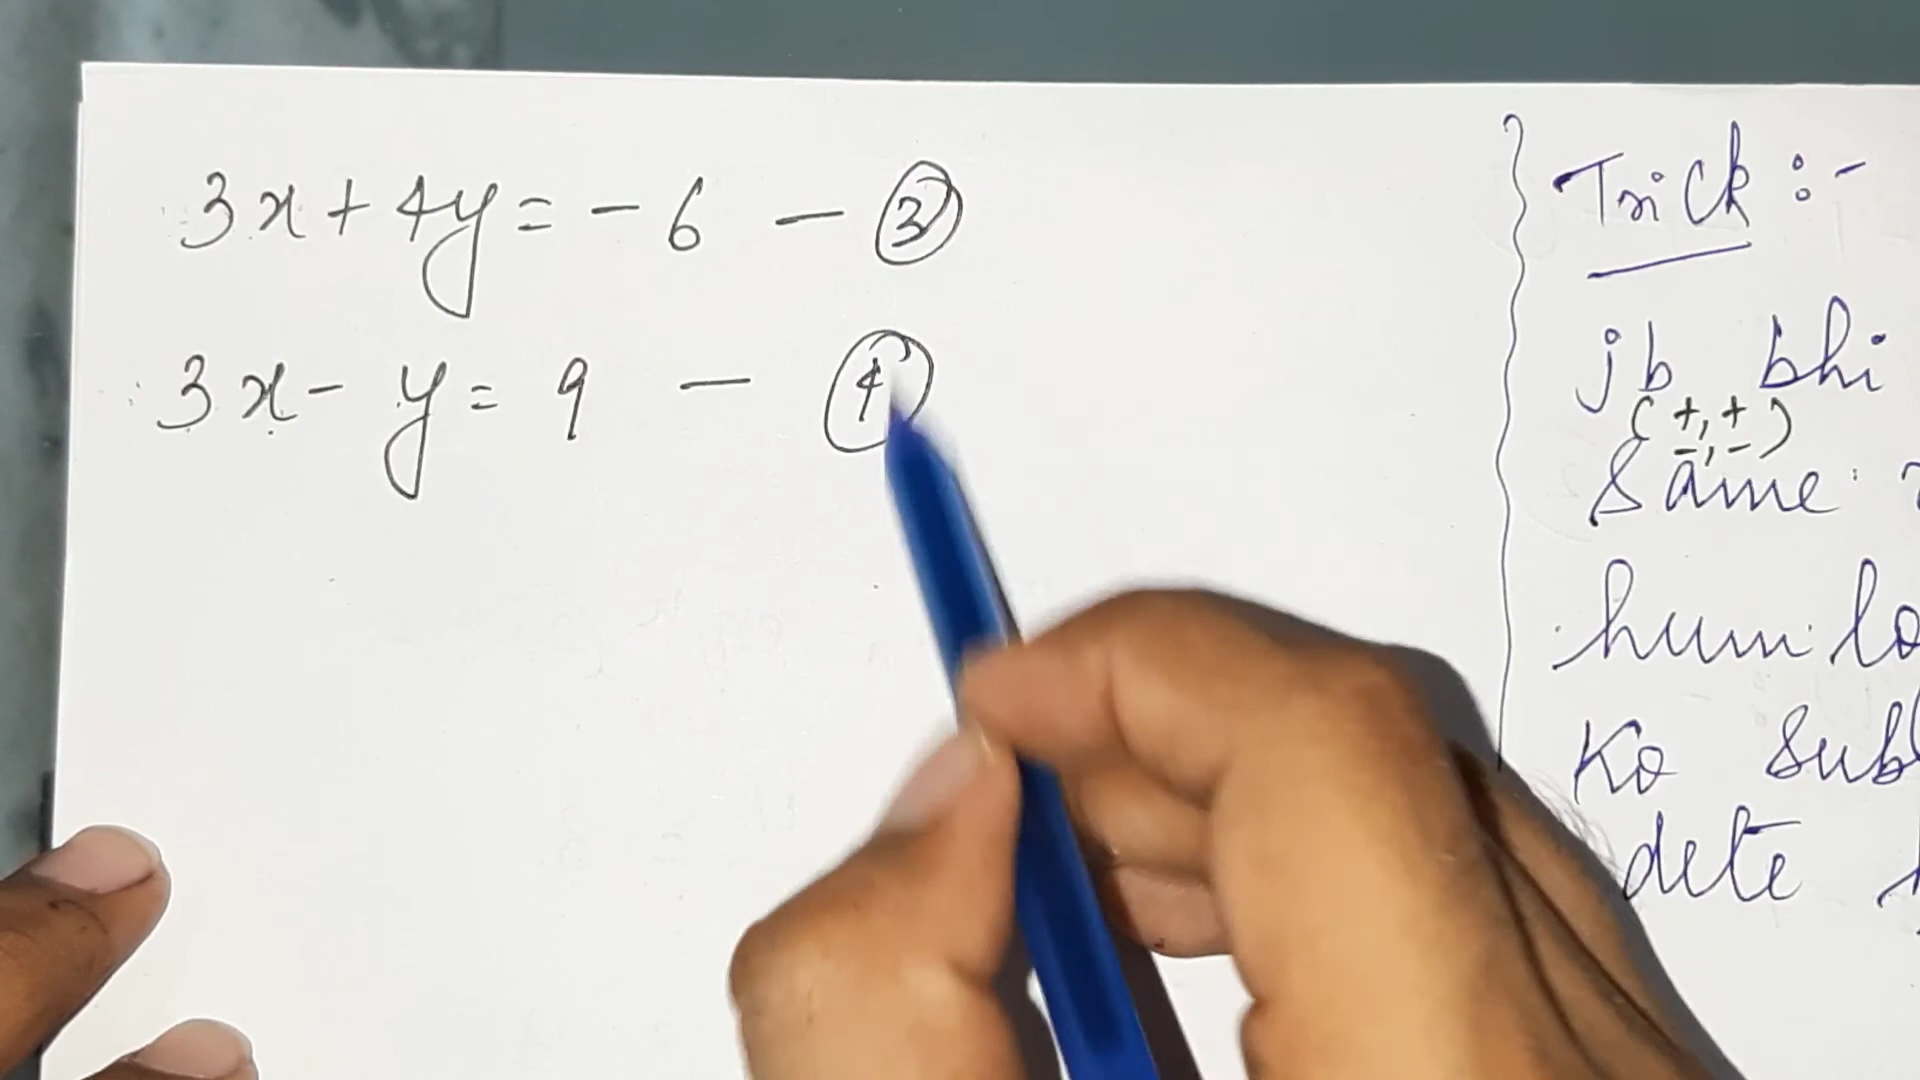 3x + 4y = - 6 — ③
3x - y = 9 — ④
Trick :-
jb bhi
(+,+)
-,-
Same
hum lo
Ko sub
dete